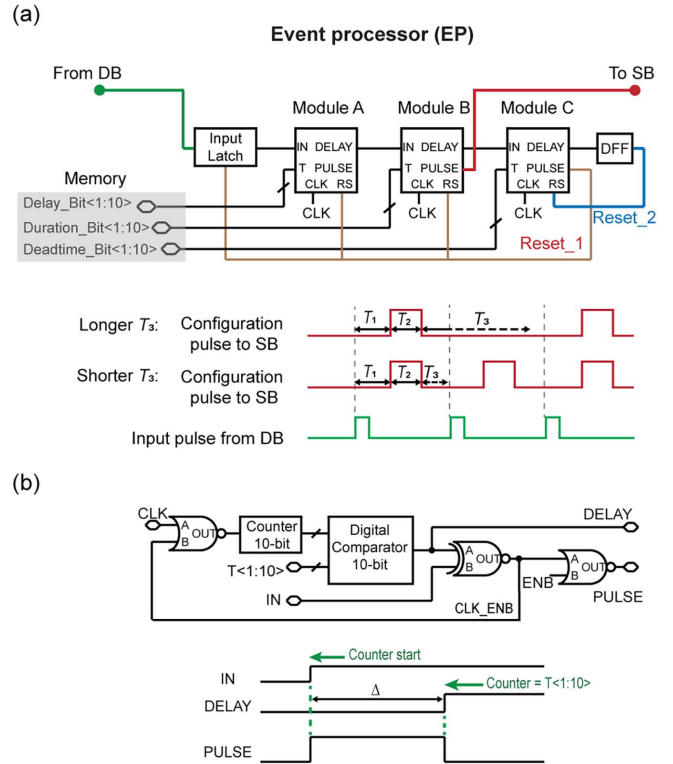 (a)
Event processor (EP)
From DB
To SB
Module A
Module B
Module C
Input
Latch
IN DELAY
T PULSE
CLK RS
CLK
IN DELAY
T PULSE
CLK RS
CLK
IN DELAY
T PULSE
CLK RS
CLK
DFF
Memory
Delay_Bit<1:10>
Duration_Bit<1:10>
Deadtime_Bit<1:10>
Reset_2
Reset_1
Longer T₃: Configuration
pulse to SB
T₁ T₂ T₃
Shorter T₃: Configuration
pulse to SB
T₁ T₂ T₃
Input pulse from DB
(b)
CLK
A
B
OUT
Counter
10-bit
Digital
Comparator
10-bit
T<1:10>
IN
DELAY
A
B
OUT
CLK_ENB
ENB
A
B
OUT
PULSE
Counter start
IN
Counter = T<1:10>
Δ
DELAY
PULSE